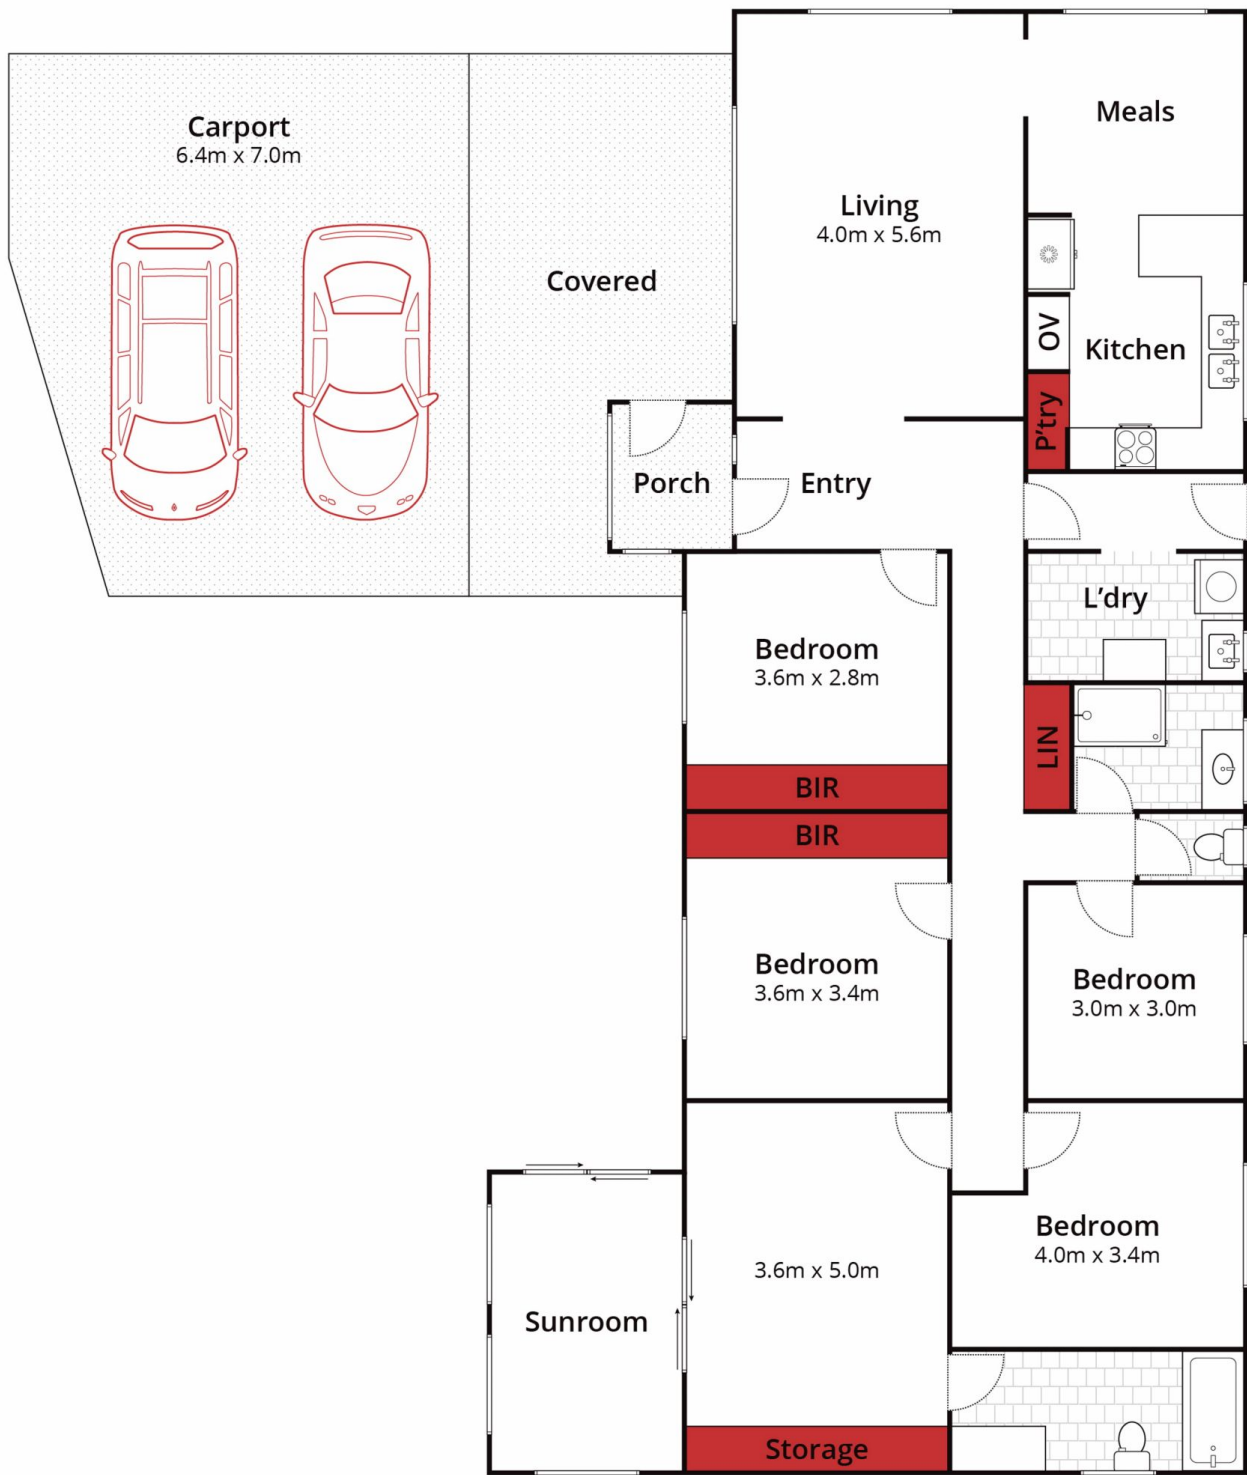 Carport
6.4m x 7.0m
Covered
Living
4.0m x 5.6m
Meals
OV
Kitchen
P'try
Porch
Entry
L'dry
Bedroom
3.6m x 2.8m
BIR
LIN
BIR
Bedroom
3.6m x 3.4m
Bedroom
3.0m x 3.0m
Bedroom
4.0m x 3.4m
3.6m x 5.0m
Sunroom
Storage